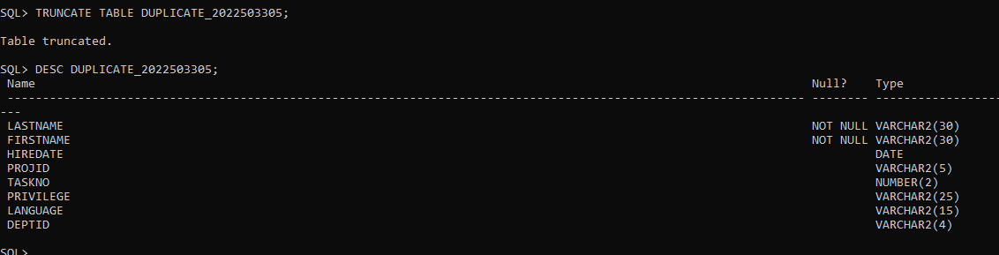 SQL> TRUNCATE TABLE DUPLICATE_2022503305;
Table truncated.
SQL> DESC DUPLICATE_2022503305;
Name Null? Type
----------------------------------------------------------------------------------------------------------------- -------- ------------------
---
LASTNAME NOT NULL VARCHAR2(30)
FIRSTNAME NOT NULL VARCHAR2(30)
HIREDATE DATE
PROJID VARCHAR2(5)
TASKNO NUMBER(2)
PRIVILEGE VARCHAR2(25)
LANGUAGE VARCHAR2(15)
DEPTID VARCHAR2(4)
SQL>